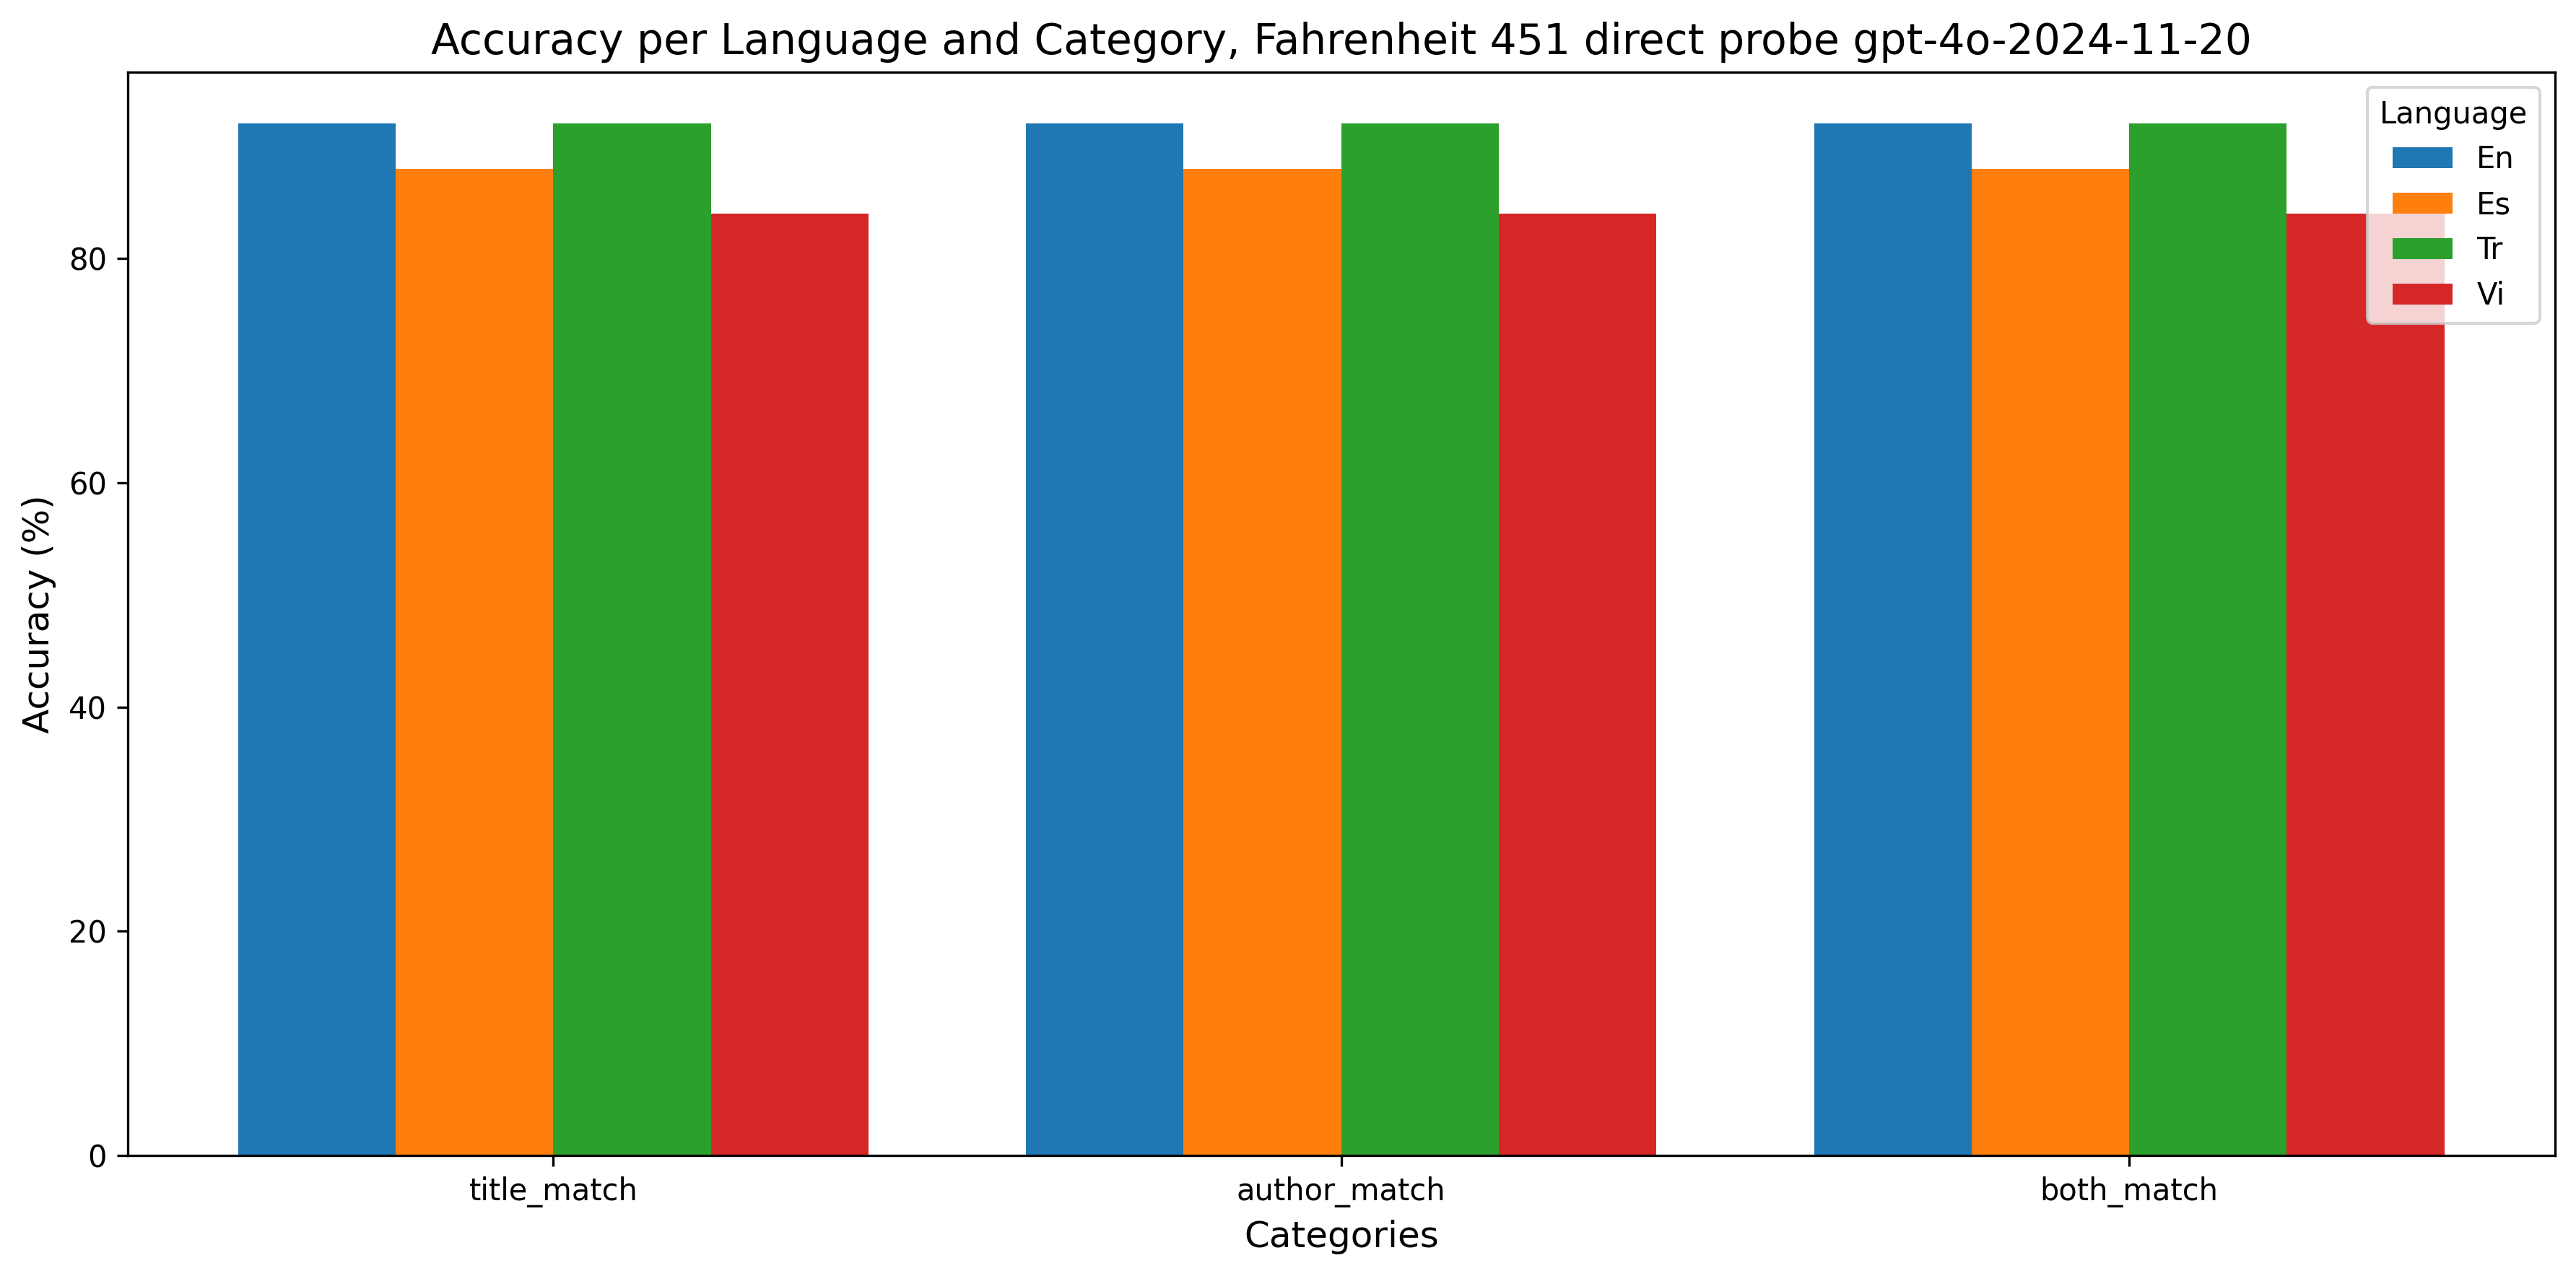 Accuracy per Language and Category, Fahrenheit 451 direct probe gpt-4o-2024-11-20
Language
En
Es
Tr
Vi
Accuracy (%)
80
60
40
20
0
title_match
author_match
both_match
Categories